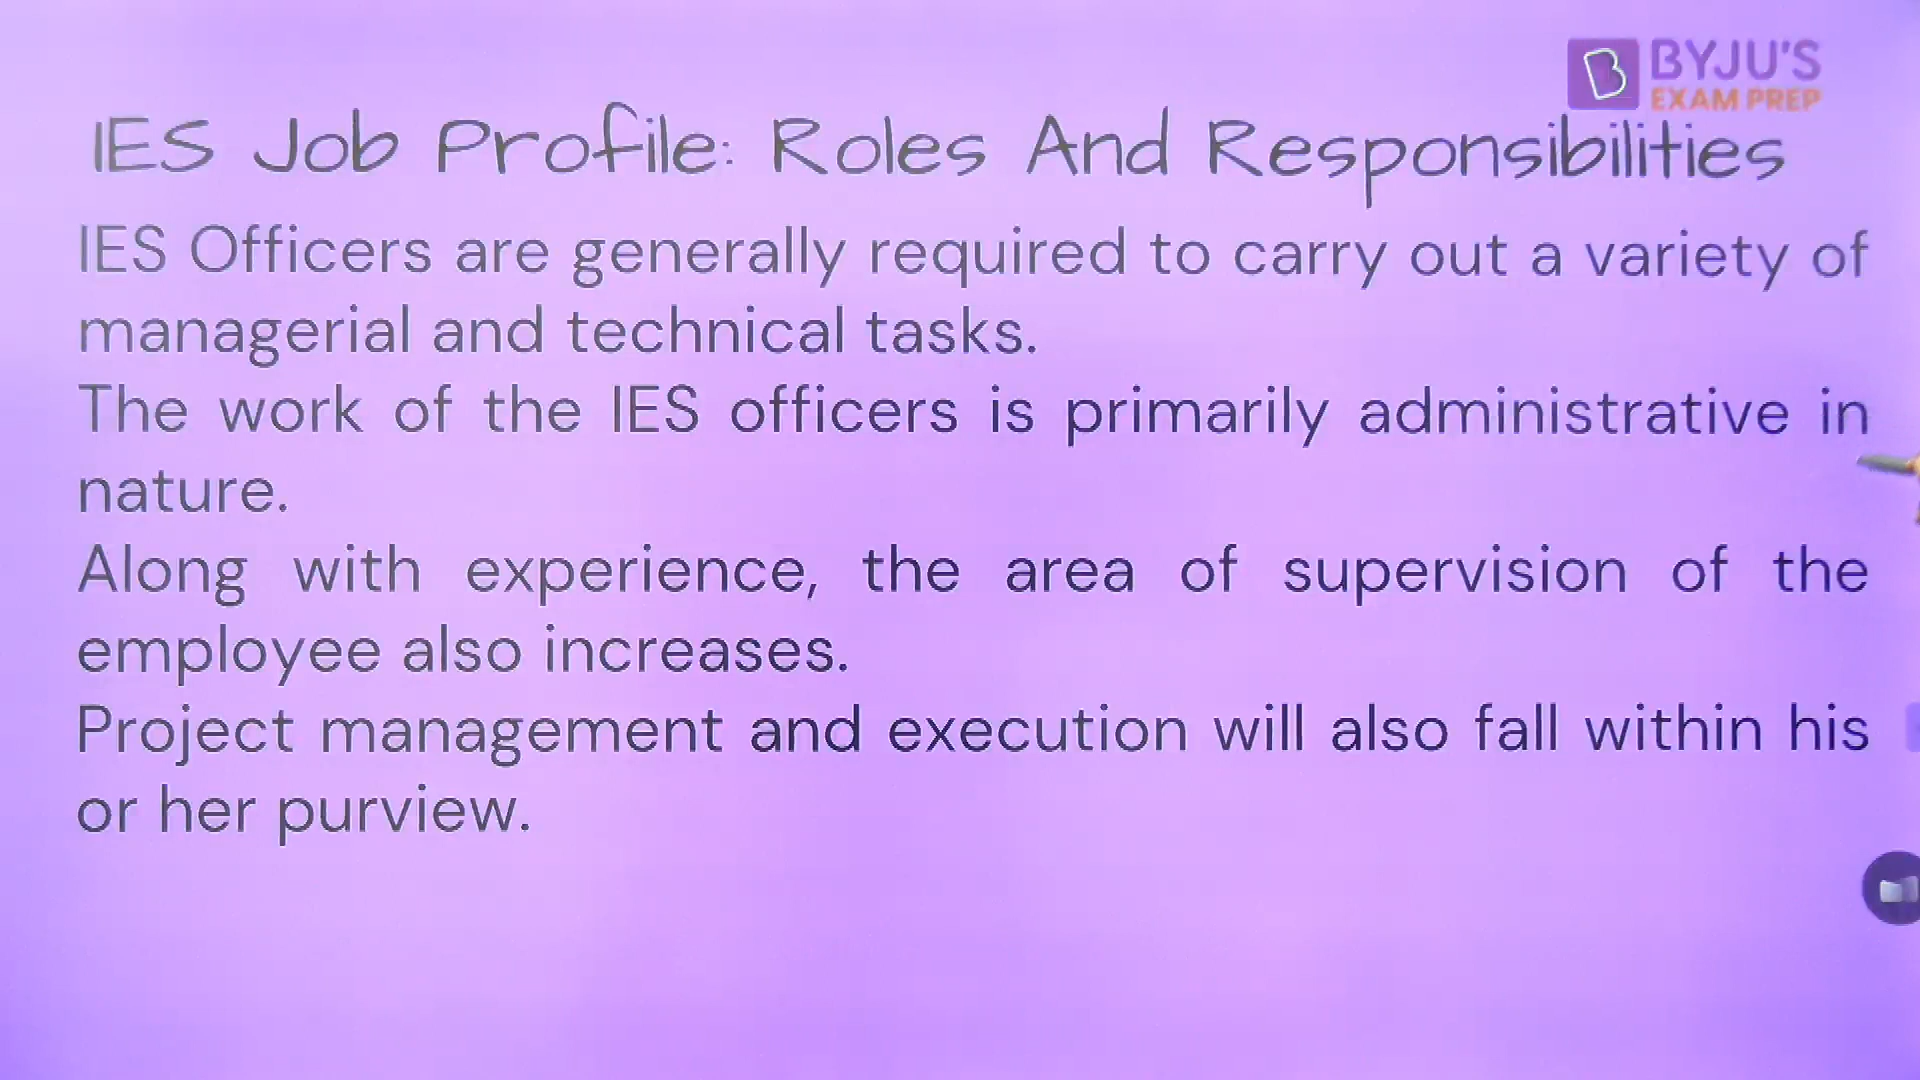 BYJU'S
EXAM PREP
IES Job Profile: Roles And Responsibilities
IES Officers are generally required to carry out a variety of
managerial and technical tasks.
The work of the IES officers is primarily administrative in
nature.
Along with experience, the area of supervision of the
employee also increases.
Project management and execution will also fall within his
or her purview.